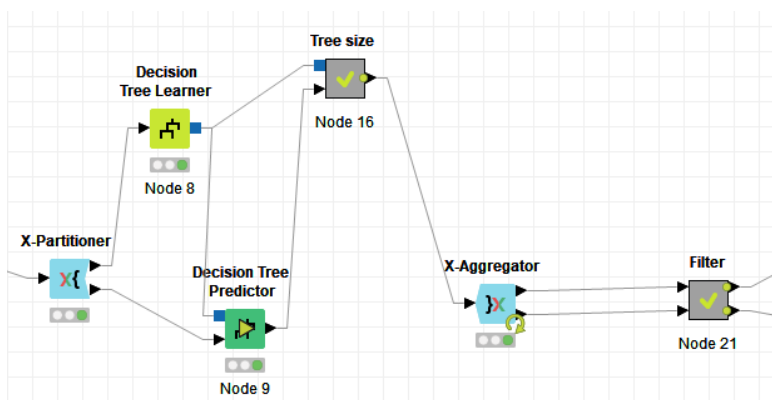 Tree size
Node 16
Decision
Tree Learner
Node 8
X-Partitioner
X{
Decision Tree
Predictor
Node 9
X-Aggregator
}X
Filter
Node 21